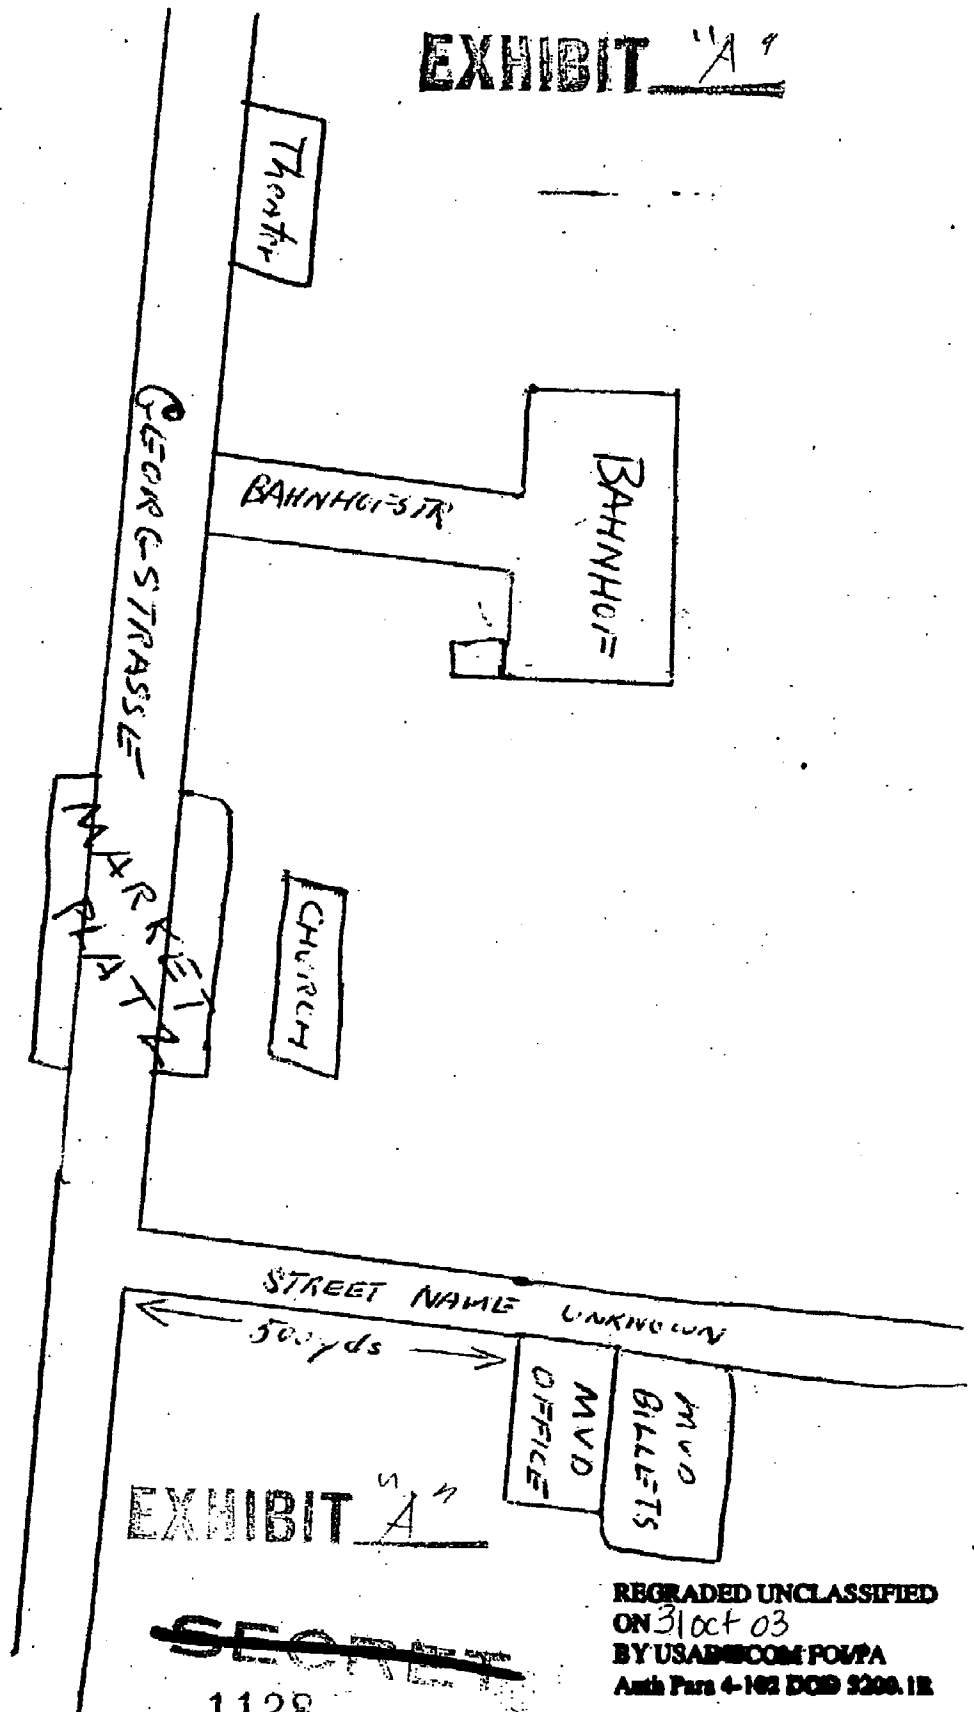 EXHIBIT "A"
Theatre
GEORGSTRASSE
BAHNHOFSTR
BAHNHOF
MARKET
PLATZ
CHURCH
STREET NAME UNKNOWN
500 yds
MVD
OFFICE
MVD
BILLETS
EXHIBIT "A"
SECRET
REGRADED UNCLASSIFIED
ON 31 Oct 03
BY USAINSCOM FOI/PA
Auth Para 4-102 DOD 5200.1R
1128